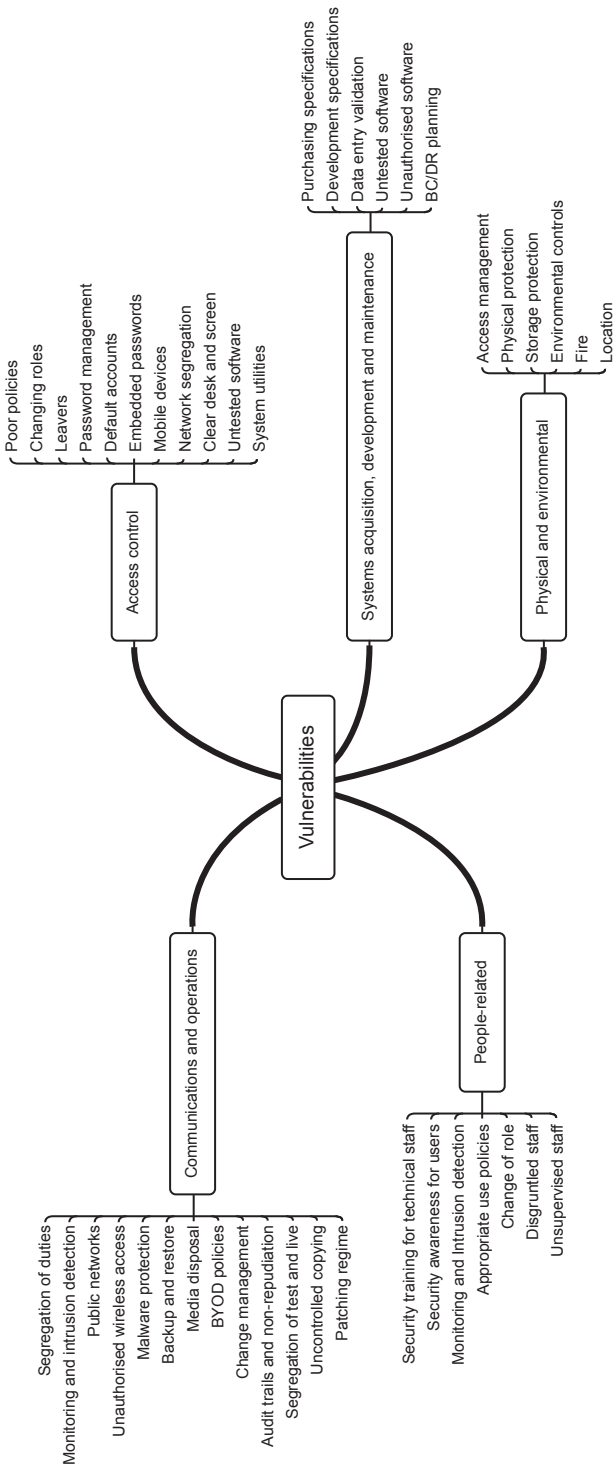 Vulnerabilities
Access control
Poor policies
Changing roles
Leavers
Password management
Default accounts
Embedded passwords
Mobile devices
Network segregation
Clear desk and screen
Untested software
System utilities
Systems acquisition, development and maintenance
Purchasing specifications
Development specifications
Data entry validation
Untested software
Unauthorised software
BC/DR planning
Physical and environmental
Access management
Physical protection
Storage protection
Environmental controls
Fire
Location
Communications and operations
Segregation of duties
Monitoring and intrusion detection
Public networks
Unauthorised wireless access
Malware protection
Backup and restore
Media disposal
BYOD policies
Change management
Audit trails and non-repudiation
Segregation of test and live
Uncontrolled copying
Patching regime
People-related
Security training for technical staff
Security awareness for users
Monitoring and Intrusion detection
Appropriate use policies
Change of role
Disgruntled staff
Unsupervised staff